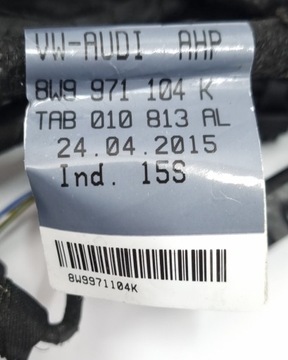 VW-AUDI AHP
8W9 971 104 K
TAB 010 813 AL
24.04.2015
Ind. 15S
8W9971104K